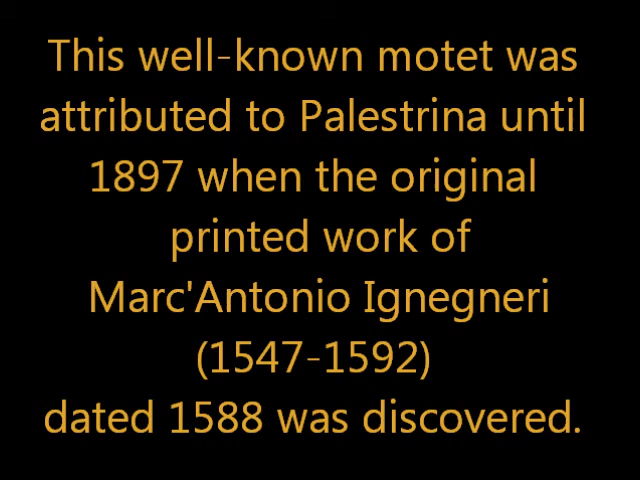 This well-known motet was
attributed to Palestrina until
1897 when the original
printed work of
Marc'Antonio Ignegneri
(1547-1592)
dated 1588 was discovered.